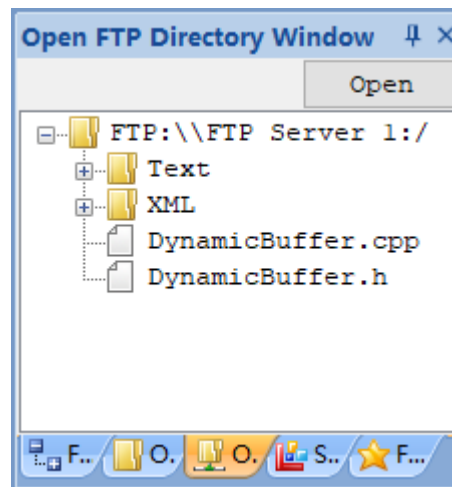 Open FTP Directory Window
Open
FTP:\\FTP Server 1:/
Text
XML
DynamicBuffer.cpp
DynamicBuffer.h
F.. O. O. S.. F...